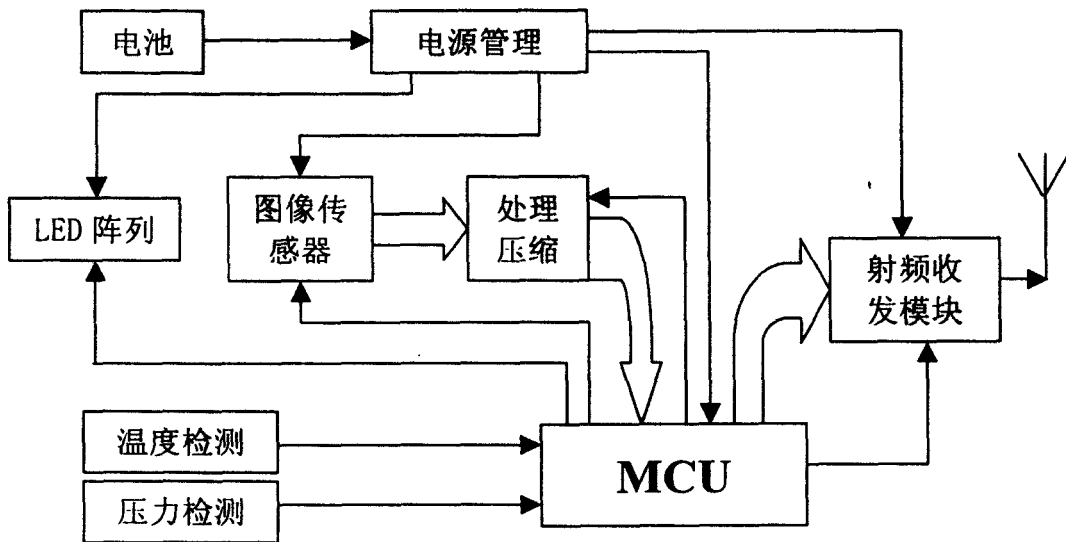 电池
电源管理
LED 阵列
图像传
感器
处理
压缩
射频收
发模块
温度检测
压力检测
MCU